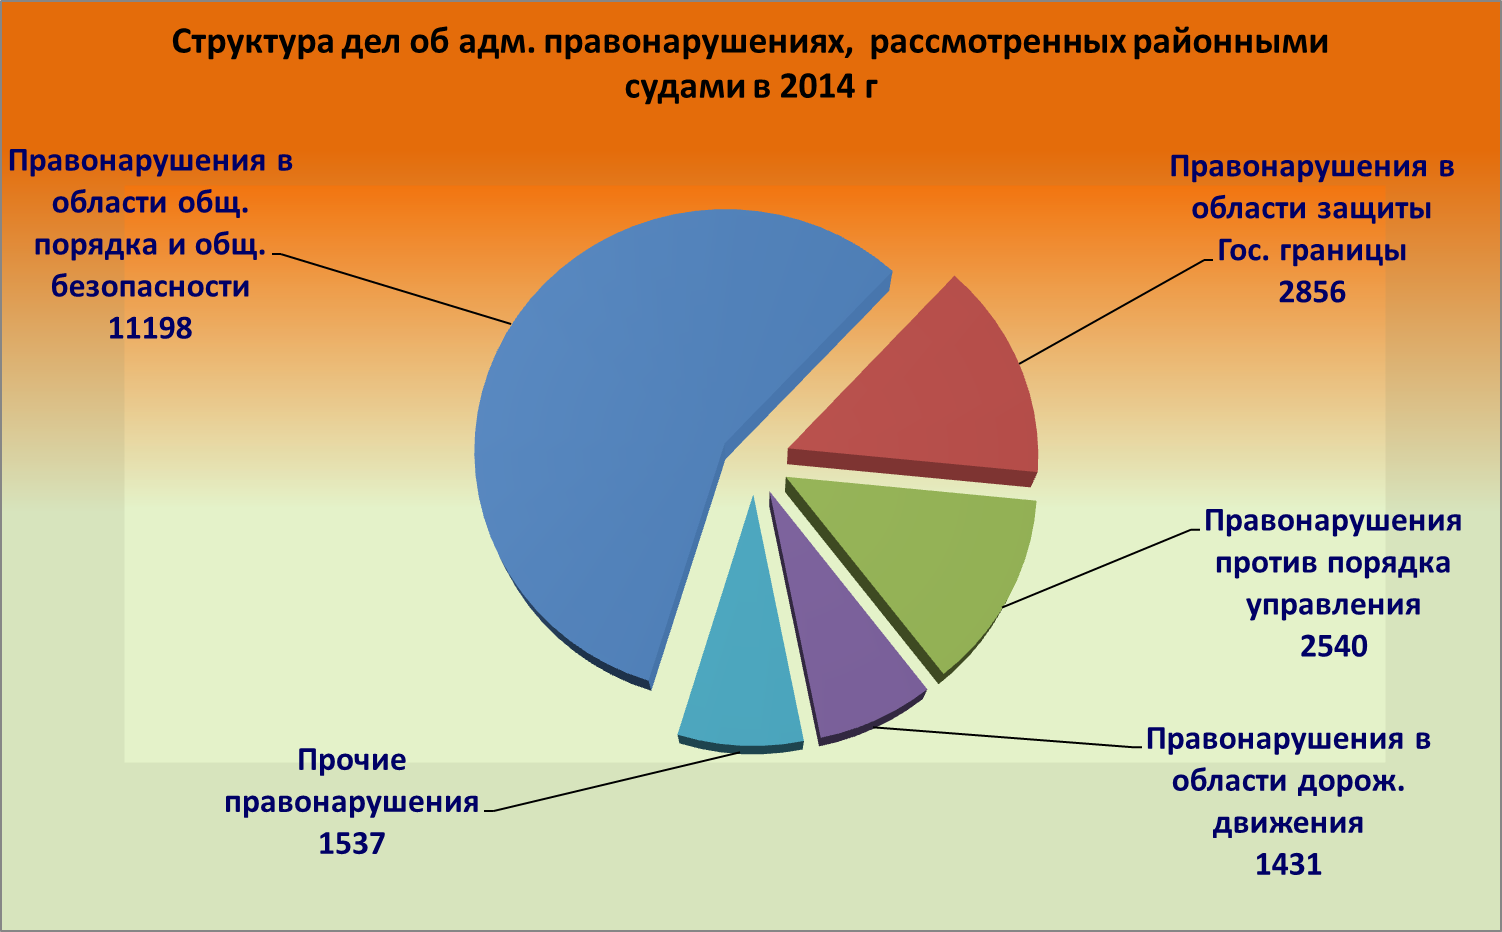 Структура дел об адм. правонарушениях, рассмотренных районными
судами в 2014 г
Правонарушения в
области общ.
порядка и общ.
безопасности
11198
Правонарушения в
области защиты
Гос. границы
2856
Правонарушения
против порядка
управления
2540
Правонарушения в
области дорож.
движения
1431
Прочие
правонарушения
1537